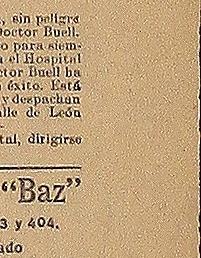 , sin peligro
Doctor Buell.
o para siem-
a el Hospital
ctor Buell ha
éxito. Está
y despachan
alle de León
tal, dirigirse
"Baz"
3 y 404.
ado